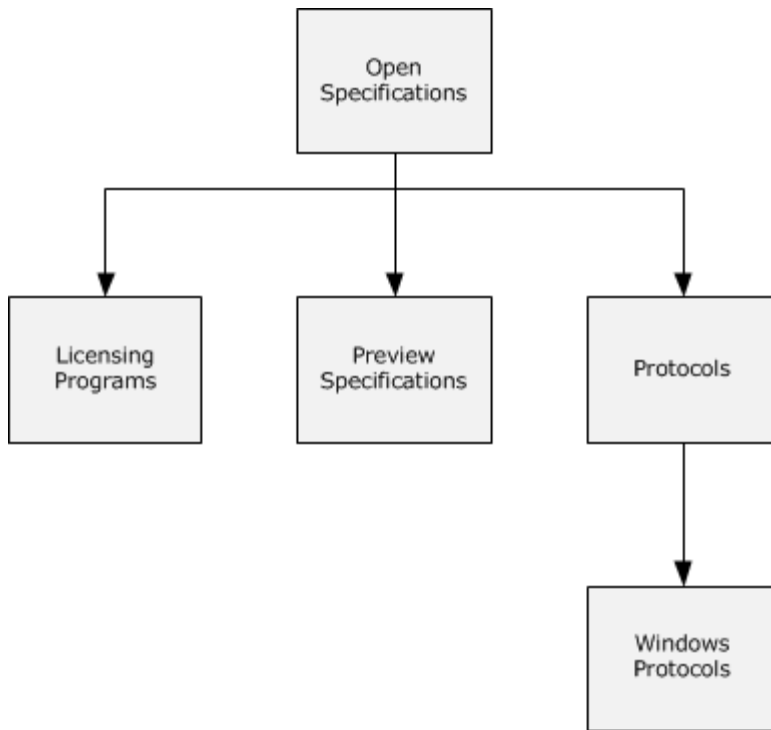 Open
Specifications
Licensing
Programs
Preview
Specifications
Protocols
Windows
Protocols